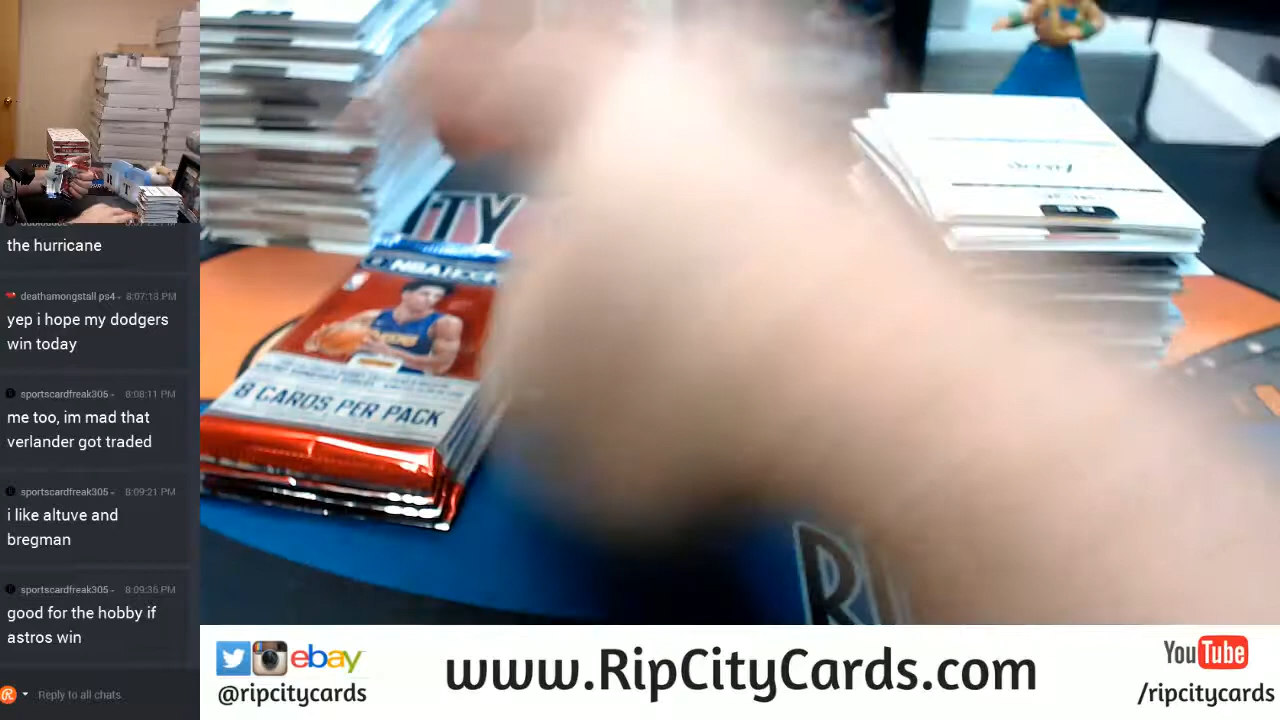 the hurricane
deathamongstall ps4 8:07:13 PM
yep i hope my dodgers
win today
sportscardfreak305 8:08:11 PM
me too, im mad that
verlander got traded
sportscardfreak305 8:09:21 PM
i like altuve and
bregman
sportscardfreak305 8:09:36 PM
good for the hobby if
astros win
Reply to all chats.
ITY
NBA
8 CARDS PER PACK
ebay
@ripcitycards
www.RipCityCards.com
YouTube
/ripcitycards